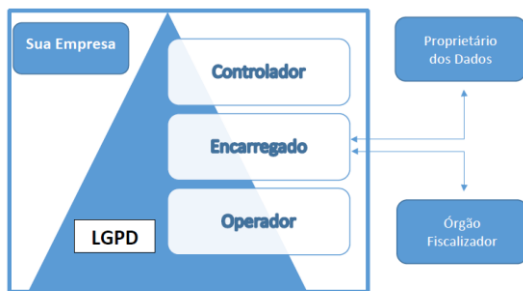 Sua Empresa
Controlador
Encarregado
Operador
LGPD
Proprietário
dos Dados
Órgão
Fiscalizador